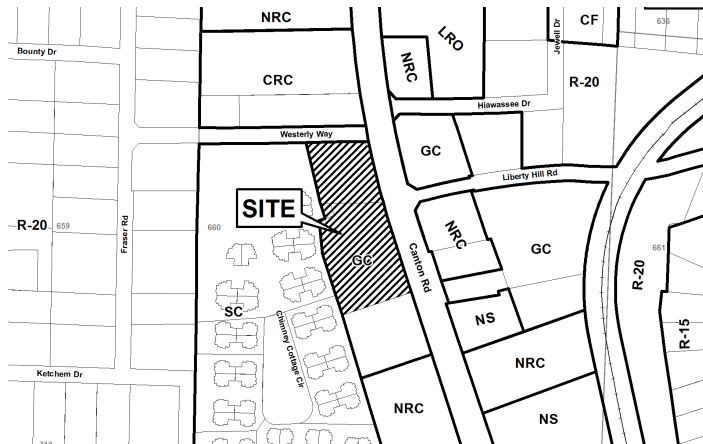 NRC
CF
636
LRO
Bounty Dr
Jewell Dr
NRC
CRC
R-20
Hiawassee Dr
Westerly Way
GC
Liberty Hill Rd
SITE
R-20
659
Fraser Rd
660
NRC
GC
661
GC
Canton Rd
R-20
SC
NS
Chimney Cottage Cir
R-15
NRC
Ketchem Dr
NRC
NS